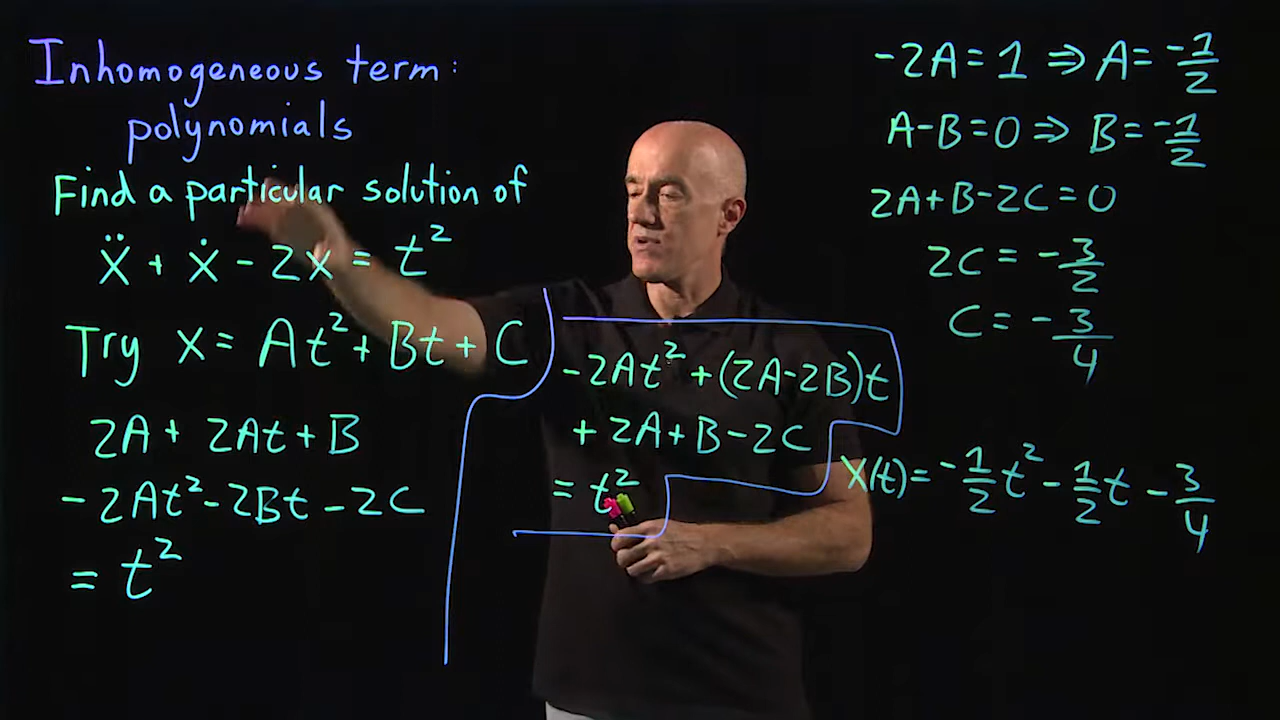 Inhomogeneous term:
polynomials
Find a particular solution of
ẍ + ẋ - 2x = t²
Try x = At² + Bt + C
2A + 2At + B
-2At² - 2Bt - 2C
= t²
-2At² + (2A-2B)t
+ 2A + B - 2C
= t²
-2A = 1 ⇒ A = -1/2
A-B = 0 ⇒ B = -1/2
2A+B-2C = 0
2C = -3/2
C = -3/4
X(t) = -1/2 t² - 1/2 t - 3/4